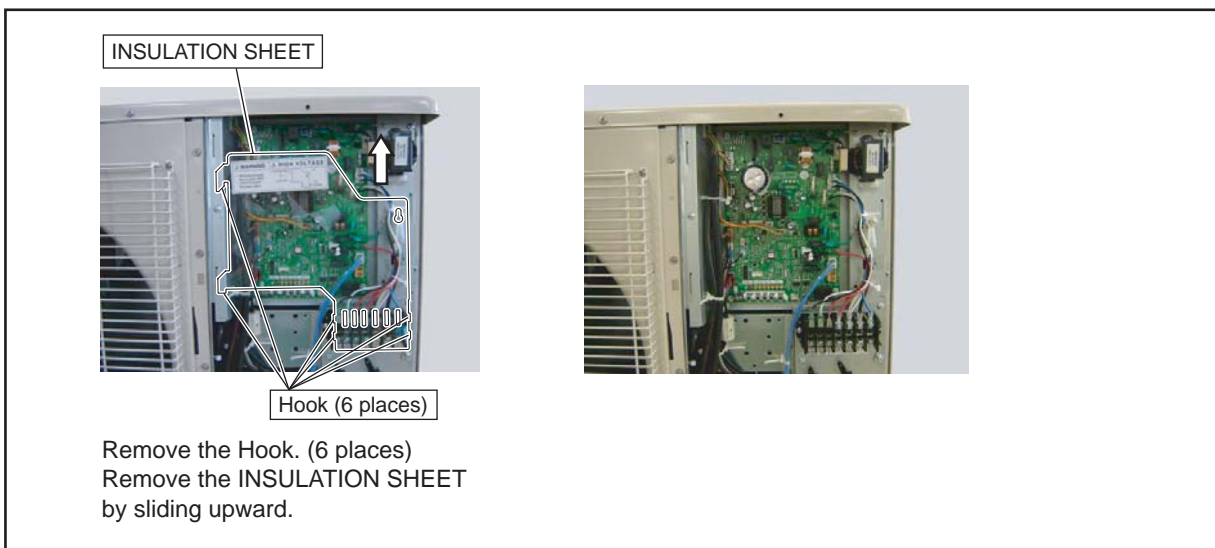 INSULATION SHEET
WARNING HIGH VOLTAGE
Hook (6 places)
Remove the Hook. (6 places)
Remove the INSULATION SHEET
by sliding upward.